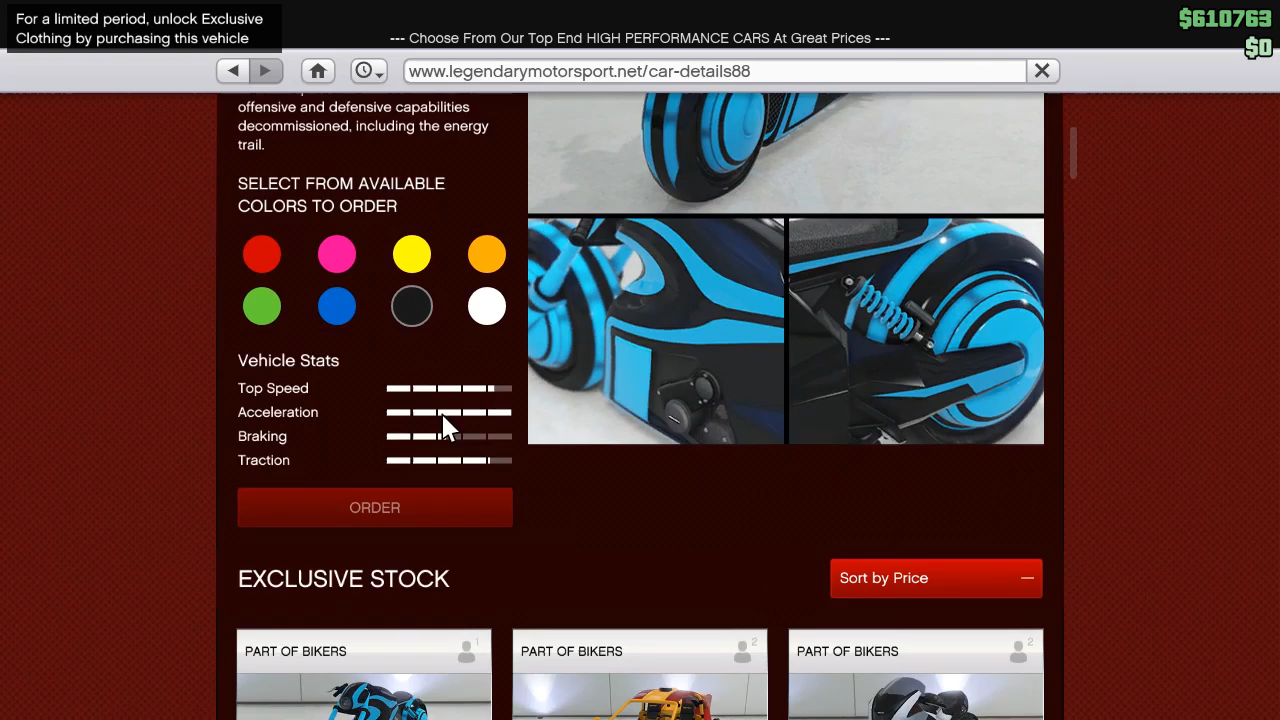 For a limited period, unlock Exclusive
Clothing by purchasing this vehicle
--- Choose From Our Top End HIGH PERFORMANCE CARS At Great Prices ---
$610763
$0
www.legendarymotorsport.net/car-details88
offensive and defensive capabilities
decommissioned, including the energy
trail.
SELECT FROM AVAILABLE
COLORS TO ORDER
Vehicle Stats
Top Speed
Acceleration
Braking
Traction
ORDER
EXCLUSIVE STOCK
Sort by Price
PART OF BIKERS 1
PART OF BIKERS 2
PART OF BIKERS 2